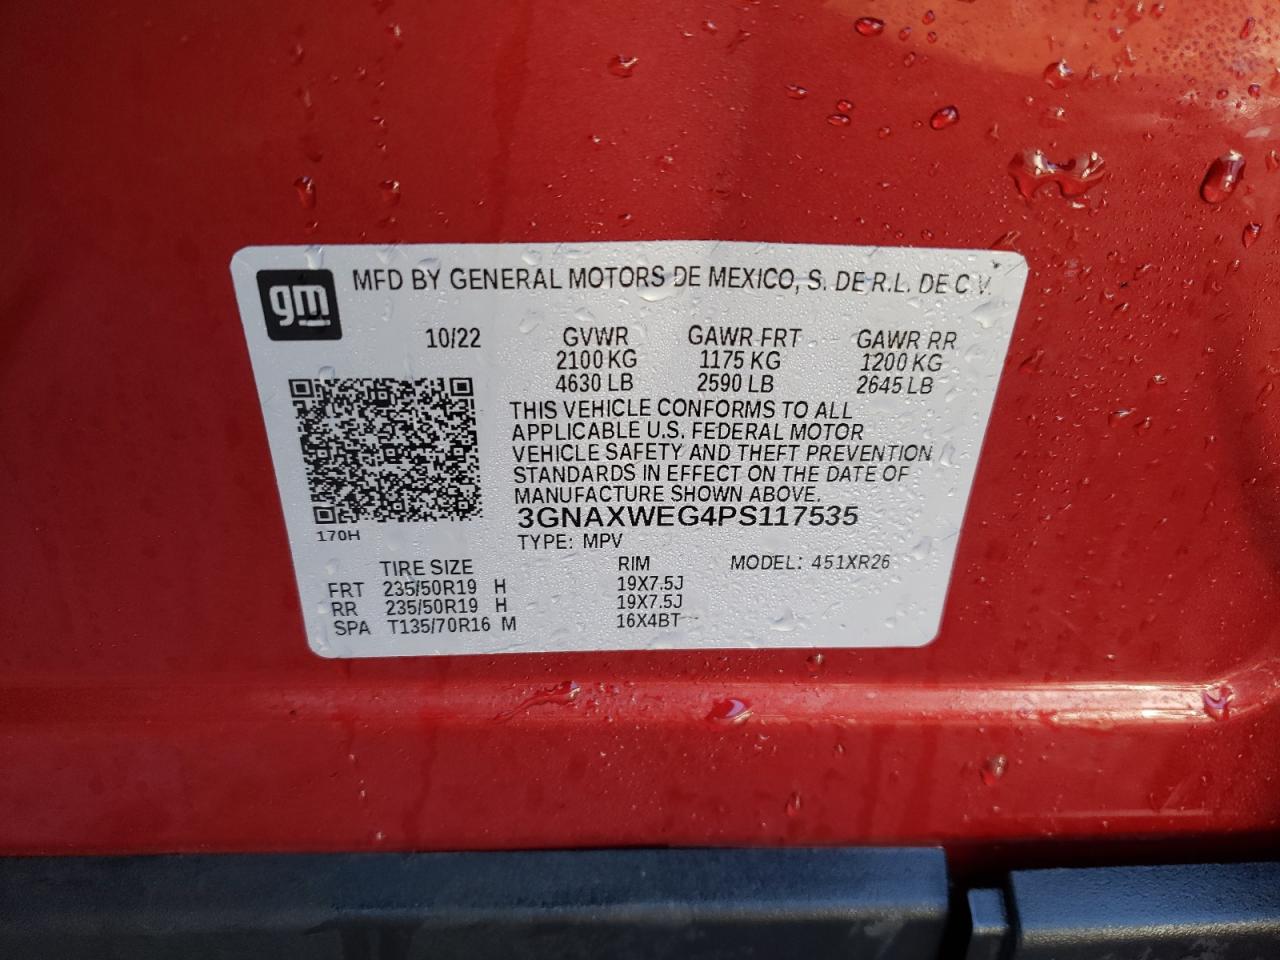 gm MFD BY GENERAL MOTORS DE MEXICO, S. DE R.L. DE C.V.
10/22 GVWR GAWR FRT GAWR RR
2100 KG 1175 KG 1200 KG
4630 LB 2590 LB 2645 LB
THIS VEHICLE CONFORMS TO ALL
APPLICABLE U.S. FEDERAL MOTOR
VEHICLE SAFETY AND THEFT PREVENTION
STANDARDS IN EFFECT ON THE DATE OF
MANUFACTURE SHOWN ABOVE.
3GNAXWEG4PS117535
170H
TYPE: MPV
TIRE SIZE RIM MODEL: 451XR26
FRT 235/50R19 H 19X7.5J
RR 235/50R19 H 19X7.5J
SPA T135/70R16 M 16X4BT